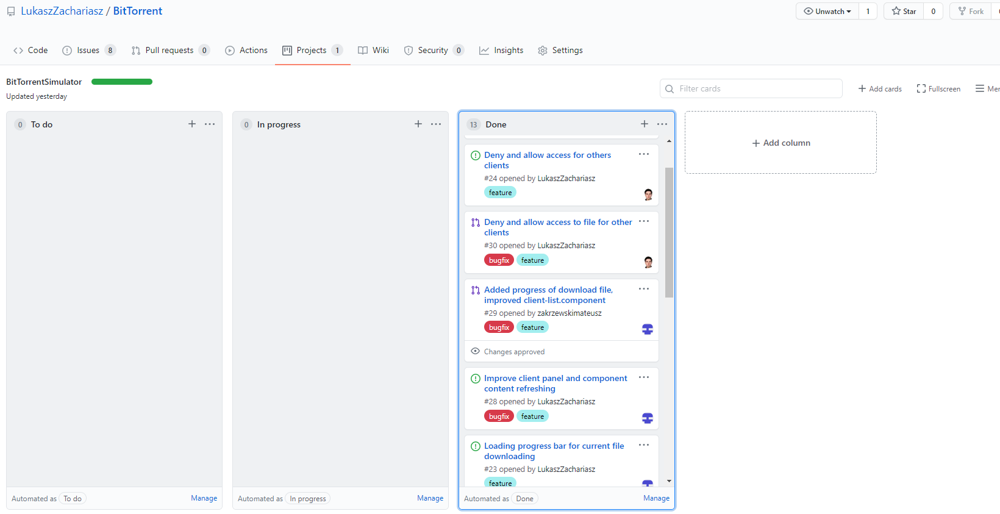 LukaszZachariasz / BitTorrent
Unwatch 1 Star 0 Fork
Code Issues 8 Pull requests 0 Actions Projects 1 Wiki Security 0 Insights Settings
BitTorrentSimulator
Updated yesterday
Filter cards
Add cards Fullscreen
0 To do
0 In progress
13 Done
Add column
Deny and allow access for others
clients
#24 opened by LukaszZachariasz
feature
Deny and allow access to file for other
clients
#30 opened by LukaszZachariasz
bugfix feature
Added progress of download file,
improved client-list.component
#29 opened by zakrzewskimateusz
bugfix feature
Changes approved
Improve client panel and component
content refreshing
#28 opened by LukaszZachariasz
bugfix feature
Loading progress bar for current file
downloading
#23 opened by LukaszZachariasz
feature
Automated as To do Manage
Automated as In progress Manage
Automated as Done Manage